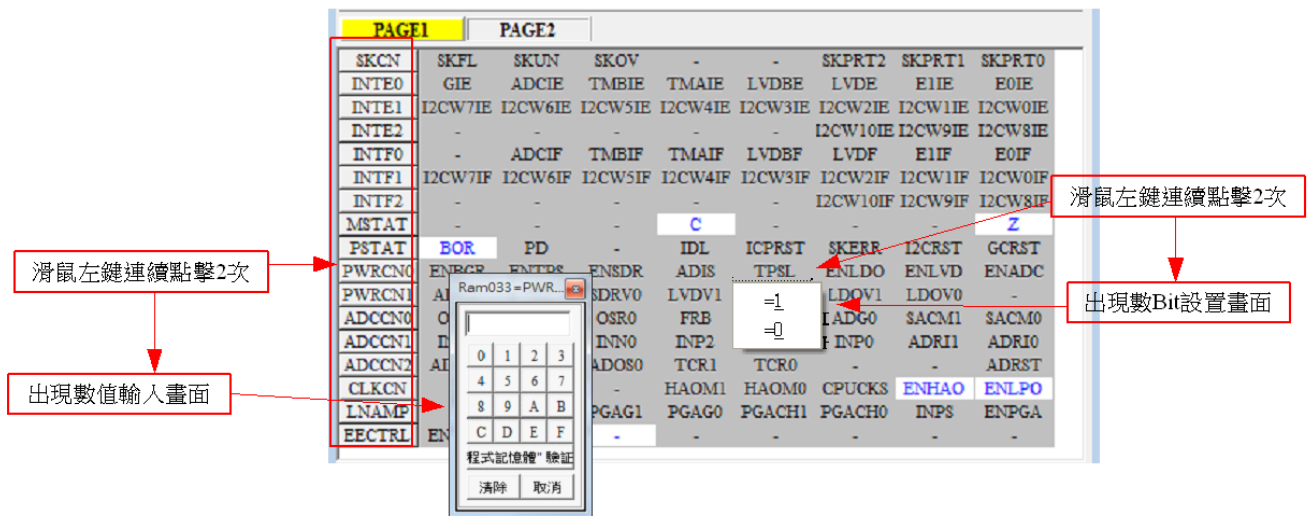 PAGE1 PAGE2
SKCN SKFL SKUN SKOV - - SKPRT2 SKPRT1 SKPRT0
INTE0 GIE ADCIE TMBIE TMAIE LVDBE LVDE E1IE E0IE
INTE1 I2CW7IE I2CW6IE I2CW5IE I2CW4IE I2CW3IE I2CW2IE I2CW1IE I2CW0IE
INTE2 - - - - - I2CW10IE I2CW9IE I2CW8IE
INTF0 - ADCIF TMBIF TMAIF LVDBF LVDF E1IF E0IF
INTF1 I2CW7IF I2CW6IF I2CW5IF I2CW4IF I2CW3IF I2CW2IF I2CW1IF I2CW0IF
INTF2 - - - - - I2CW10IF I2CW9IF I2CW8IF
滑鼠左鍵連續點擊2次
MSTAT - - - C - - - Z
PSTAT BOR PD - IDL ICPRST SKERR I2CRST GCRST
滑鼠左鍵連續點擊2次
PWRCN0 ENBGR ENTPS ENSDR ADIS TPSL ENLDO ENLVD ENADC
Ram033=PWR...
PWRCN1 SDRV0 LVDV1 LDOV1 LDOV0 -
=1
出現數Bit設置畫面
ADCCN0 OSR0 FRB ADG0 SACM1 SACM0
=0
ADCCN1 INN0 INP2 INP0 ADRI1 ADRI0
ADCCN2 ADOS0 TCR1 TCR0 - - ADRST
CLKCN - HAOM1 HAOM0 CPUCKS ENHAO ENLPO
出現數值輸人畫面
LNAMP PGAG1 PGAG0 PGACH1 PGACH0 INPS ENPGA
EECTRL - - - - - -
0 1 2 3
4 5 6 7
8 9 A B
C D E F
程式記憶體" 驗証
清除 取消